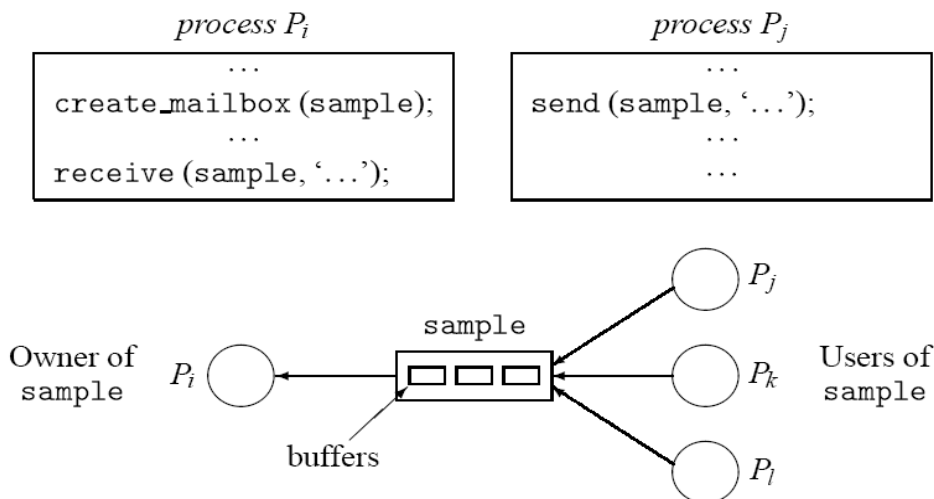 process Pi
process Pj
...
create_mailbox (sample);
...
receive (sample, ‘...’);
...
send (sample, ‘...’);
...
...
Owner of
sample
Pi
sample
buffers
Pj
Pk
Pl
Users of
sample